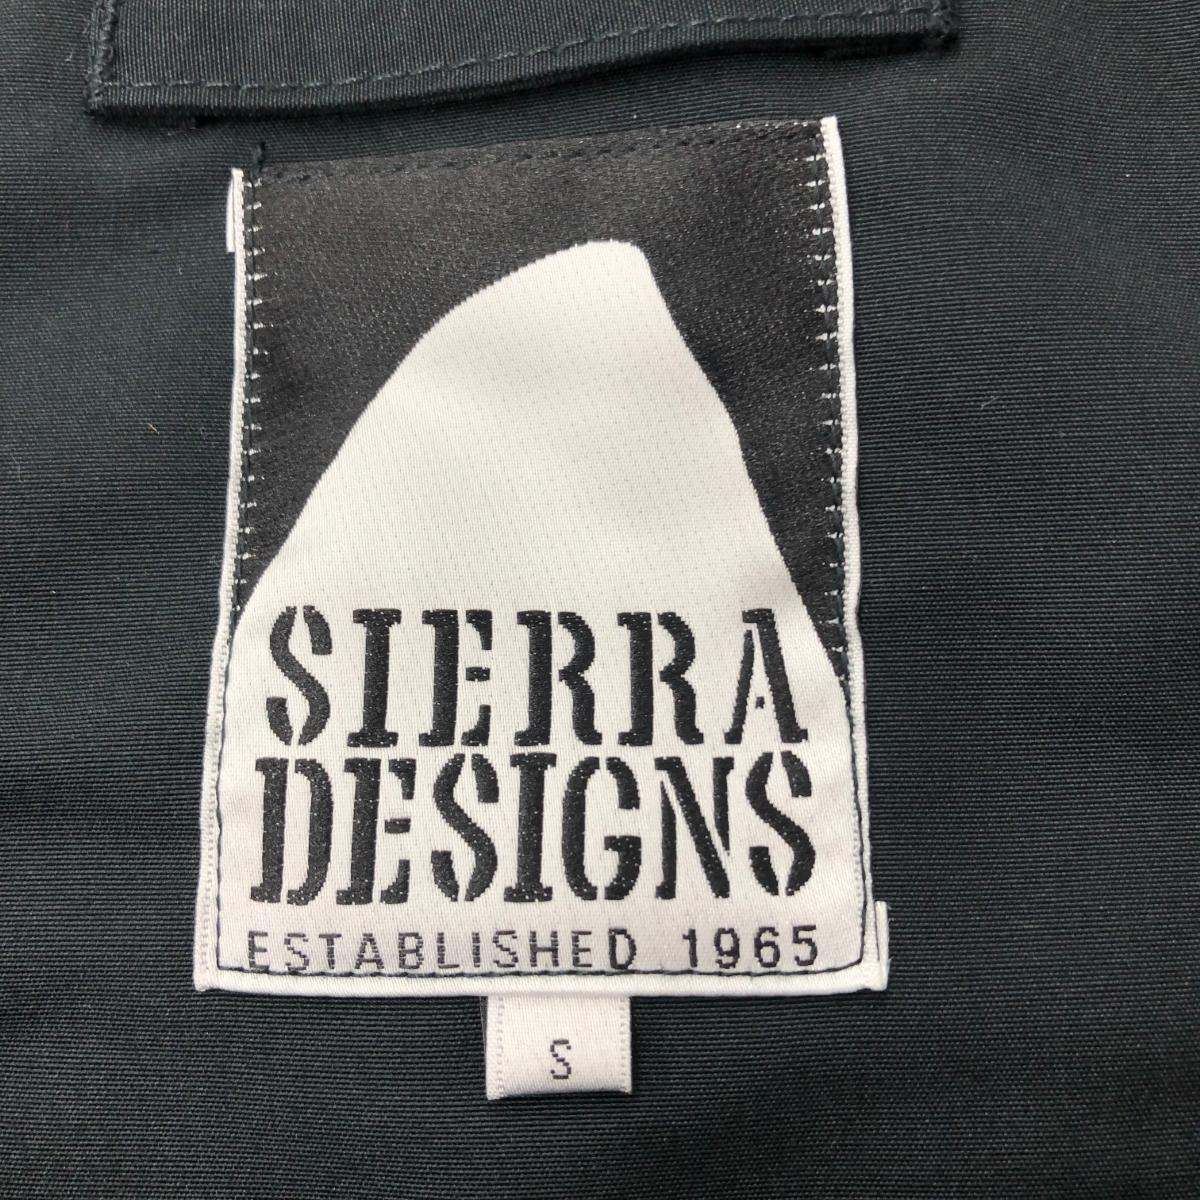 SIERRA
DESIGNS
ESTABLISHED 1965
S